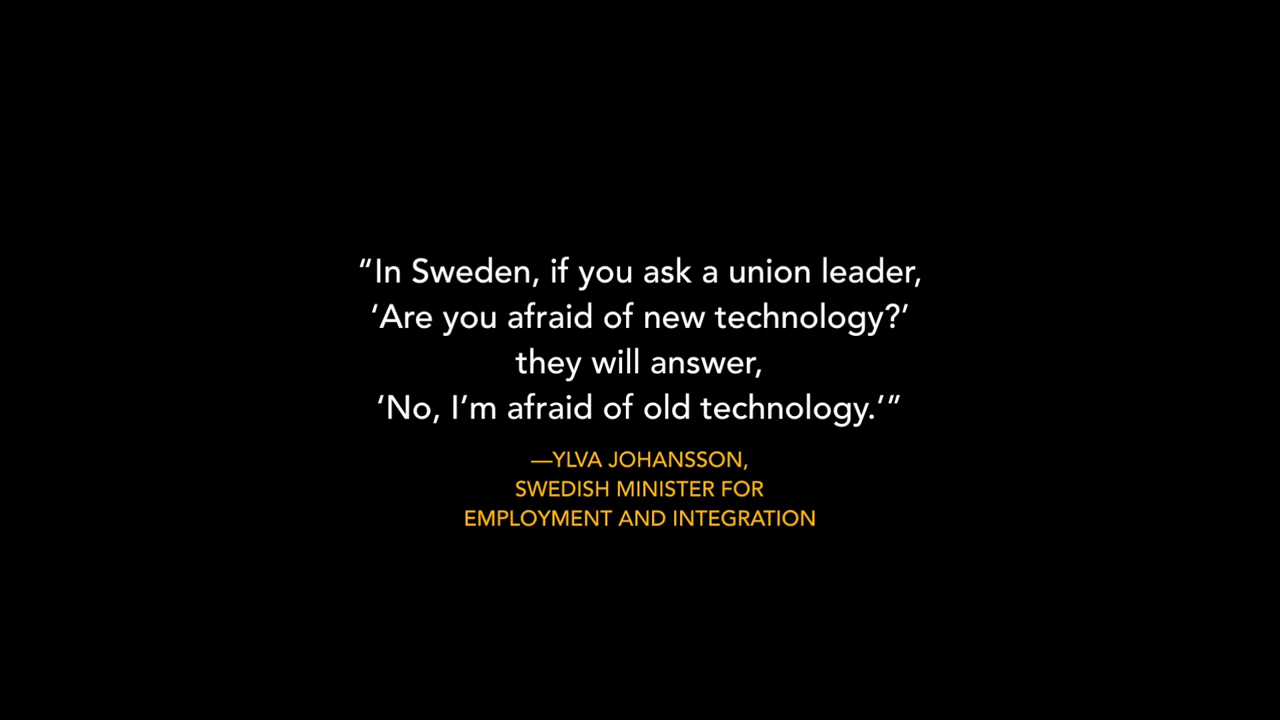 “In Sweden, if you ask a union leader,
‘Are you afraid of new technology?’
they will answer,
‘No, I’m afraid of old technology.’”
—YLVA JOHANSSON,
SWEDISH MINISTER FOR
EMPLOYMENT AND INTEGRATION